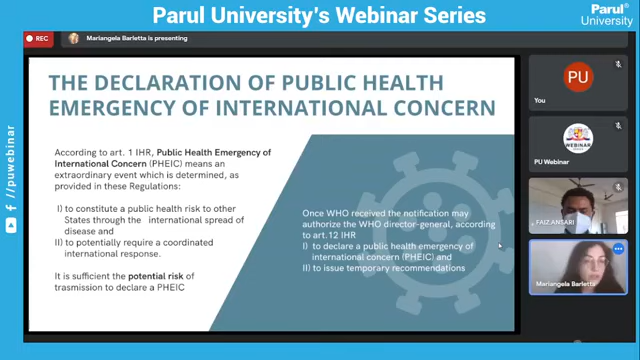 Parul University's Webinar Series
Parul®
University
REC
Mariangela Barletta is presenting
THE DECLARATION OF PUBLIC HEALTH
EMERGENCY OF INTERNATIONAL CONCERN
According to art. 1 IHR, Public Health Emergency of
International Concern (PHEIC) means an
extraordinary event which is determined, as
provided in these Regulations:
I) to constitute a public health risk to other
States through the international spread of
disease and
II) to potentially require a coordinated
international response.
It is sufficient the potential risk of
trasmission to declare a PHEIC
Once WHO received the notification may
authorize the WHO director-general, according
to art.12 IHR
I) to declare a public health emergency of
international concern (PHEIC) and
II) to issue temporary recommendations
PU
You
WEBINAR
PU Webinar
FAIZ ANSARI
Mariangela Barletta
//puwebinar